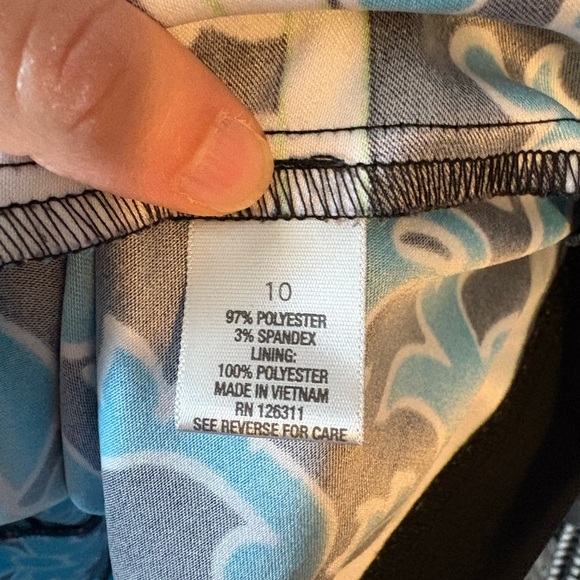 10
97% POLYESTER
3% SPANDEX
LINING:
100% POLYESTER
MADE IN VIETNAM
RN 126311
SEE REVERSE FOR CARE